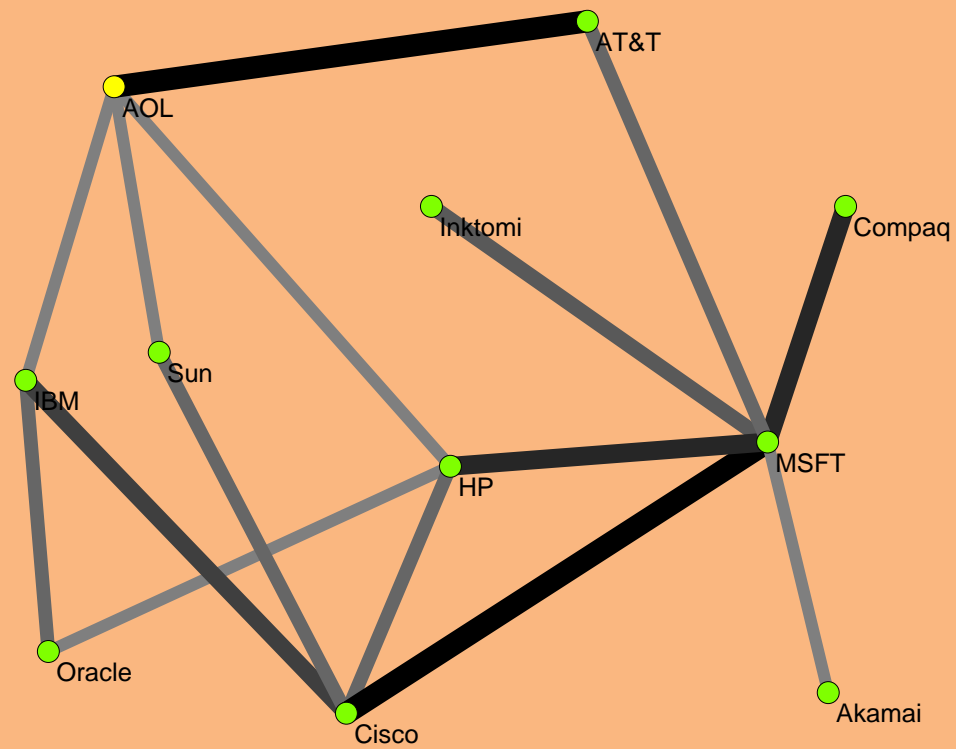 AT&T
AOL
Inktomi
Compaq
Sun
IBM
MSFT
HP
Oracle
Akamai
Cisco